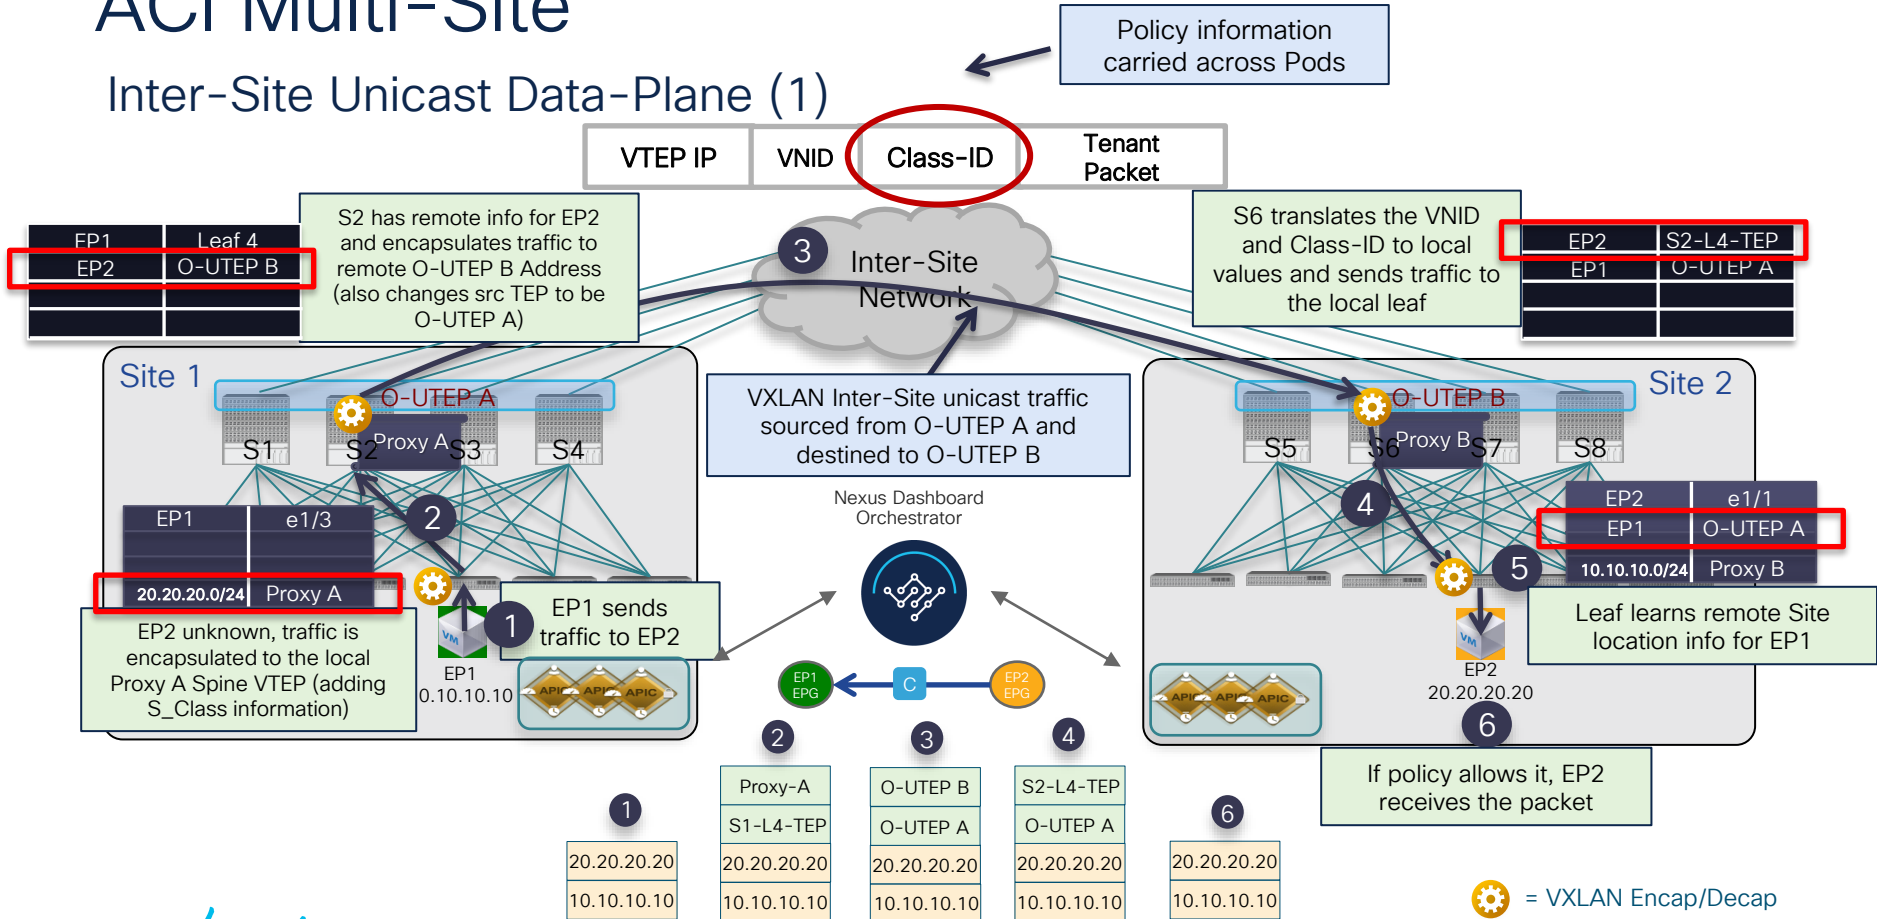 ACI Multi-Site
Inter-Site Unicast Data-Plane (1)
Policy information
carried across Pods
VTEP IP
VNID
Class-ID
Tenant
Packet
S2 has remote info for EP2
and encapsulates traffic to
remote O-UTEP B Address
(also changes src TEP to be
O-UTEP A)
EP1 Leaf 4
EP2 O-UTEP B
3
Inter-Site
Network
S6 translates the VNID
and Class-ID to local
values and sends traffic to
the local leaf
EP2 S2-L4-TEP
EP1 O-UTEP A
Site 1
O-UTEP A
S1
S2
Proxy A
S3
S4
VXLAN Inter-Site unicast traffic
sourced from O-UTEP A and
destined to O-UTEP B
Site 2
O-UTEP B
S5
S6
Proxy B
S7
S8
EP1 e1/3
20.20.20.0/24 Proxy A
2
EP2 unknown, traffic is
encapsulated to the local
Proxy A Spine VTEP (adding
S_Class information)
VM
EP1
0.10.10.10
1
EP1 sends
traffic to EP2
APIC APIC APIC
Nexus Dashboard
Orchestrator
EP1
EPG
C
EP2
EPG
4
EP2 e1/1
EP1 O-UTEP A
10.10.10.0/24 Proxy B
5
Leaf learns remote Site
location info for EP1
VM
EP2
20.20.20.20
APIC APIC APIC
6
If policy allows it, EP2
receives the packet
1
20.20.20.20
10.10.10.10
2
Proxy-A
S1-L4-TEP
20.20.20.20
10.10.10.10
3
O-UTEP B
O-UTEP A
20.20.20.20
10.10.10.10
4
S2-L4-TEP
O-UTEP A
20.20.20.20
10.10.10.10
6
20.20.20.20
10.10.10.10
= VXLAN Encap/Decap